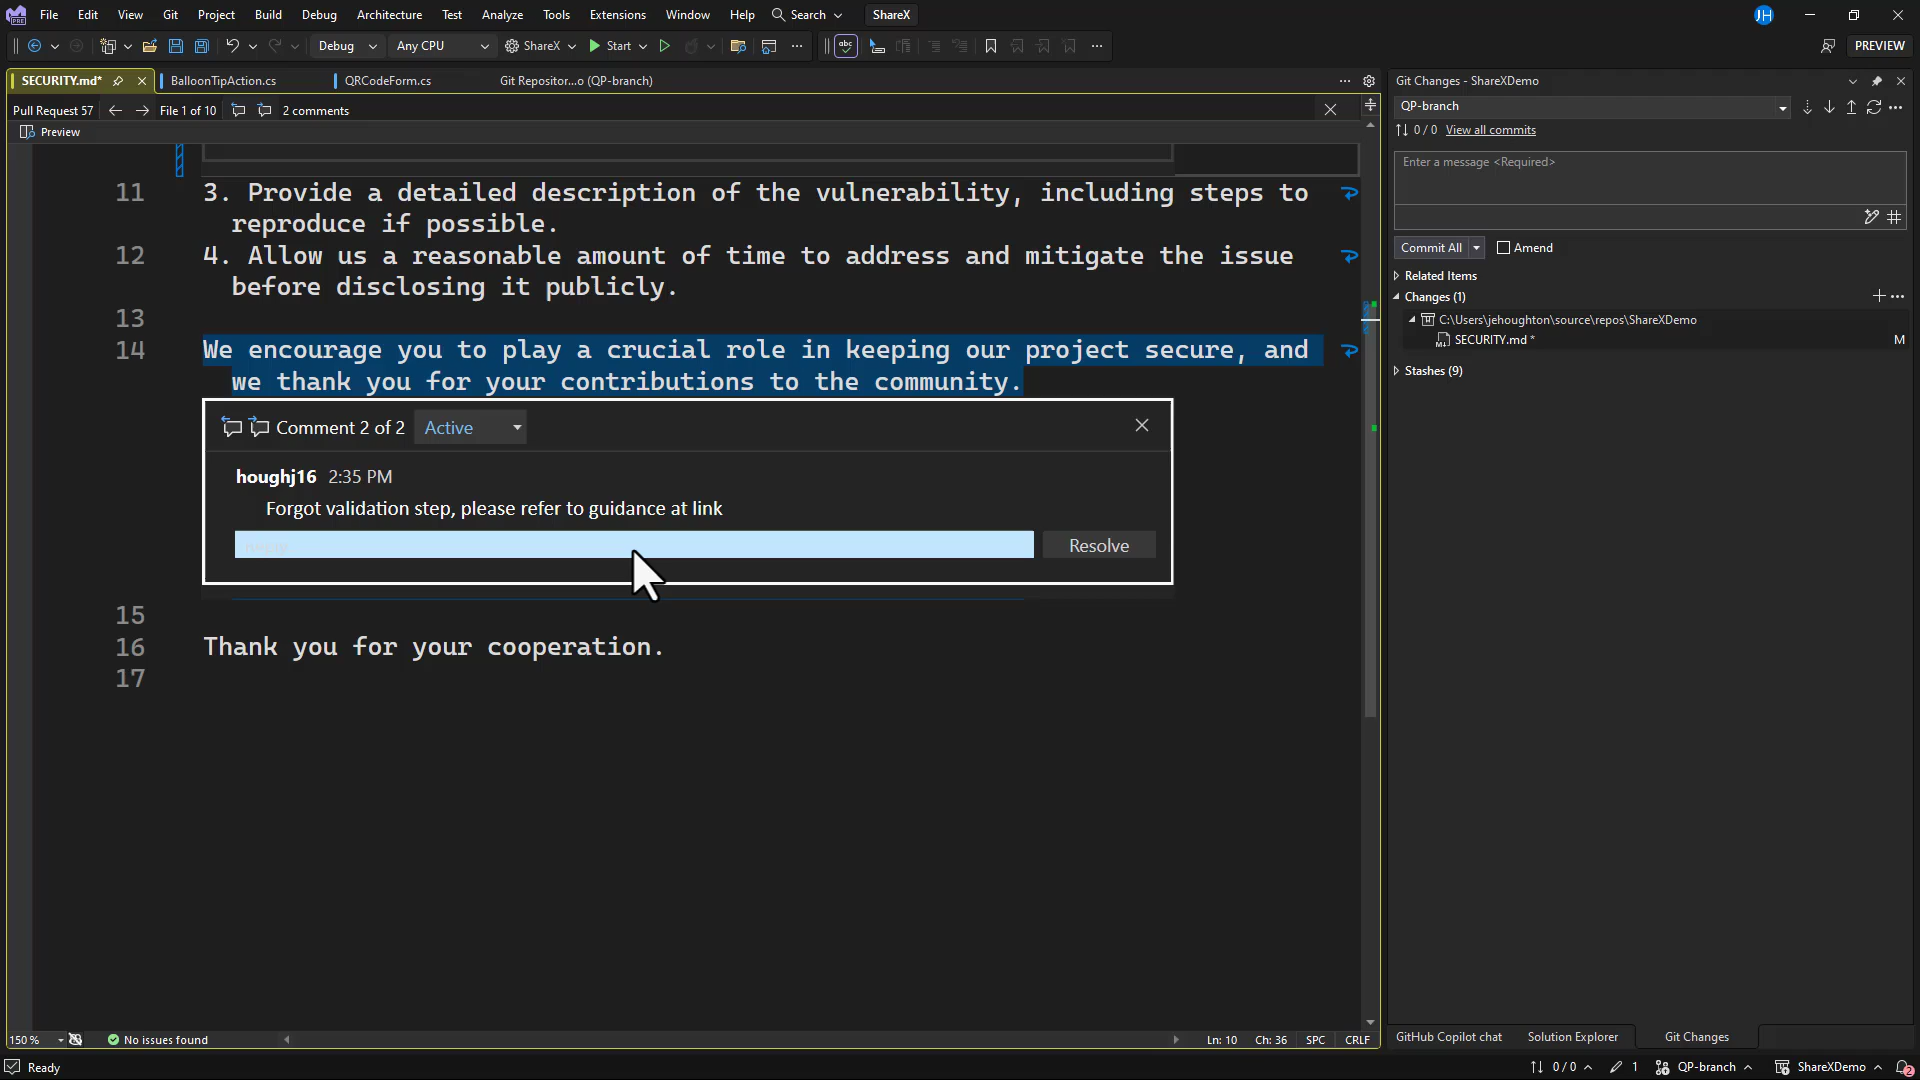 File Edit View Git Project Build Debug Architecture Test Analyze Tools Extensions Window Help Search ShareX JH
Debug Any CPU ShareX Start PREVIEW
SECURITY.md* BalloonTipAction.cs QRCodeForm.cs Git Repositor...o (QP-branch)
Pull Request 57 File 1 of 10 2 comments
Preview
11 3. Provide a detailed description of the vulnerability, including steps to
reproduce if possible.
12 4. Allow us a reasonable amount of time to address and mitigate the issue
before disclosing it publicly.
13
14 We encourage you to play a crucial role in keeping our project secure, and
we thank you for your contributions to the community.
Comment 2 of 2 Active
houghj16 2:35 PM
Forgot validation step, please refer to guidance at link
Resolve
15
16 Thank you for your cooperation.
17
150 % No issues found Ln: 10 Ch: 36 SPC CRLF
Git Changes - ShareXDemo
QP-branch
0 / 0 View all commits
Enter a message <Required>
Commit All Amend
Related Items
Changes (1)
C:\Users\jehoughton\source\repos\ShareXDemo
SECURITY.md * M
Stashes (9)
GitHub Copilot chat Solution Explorer Git Changes
Ready 0 / 0 1 QP-branch ShareXDemo 2